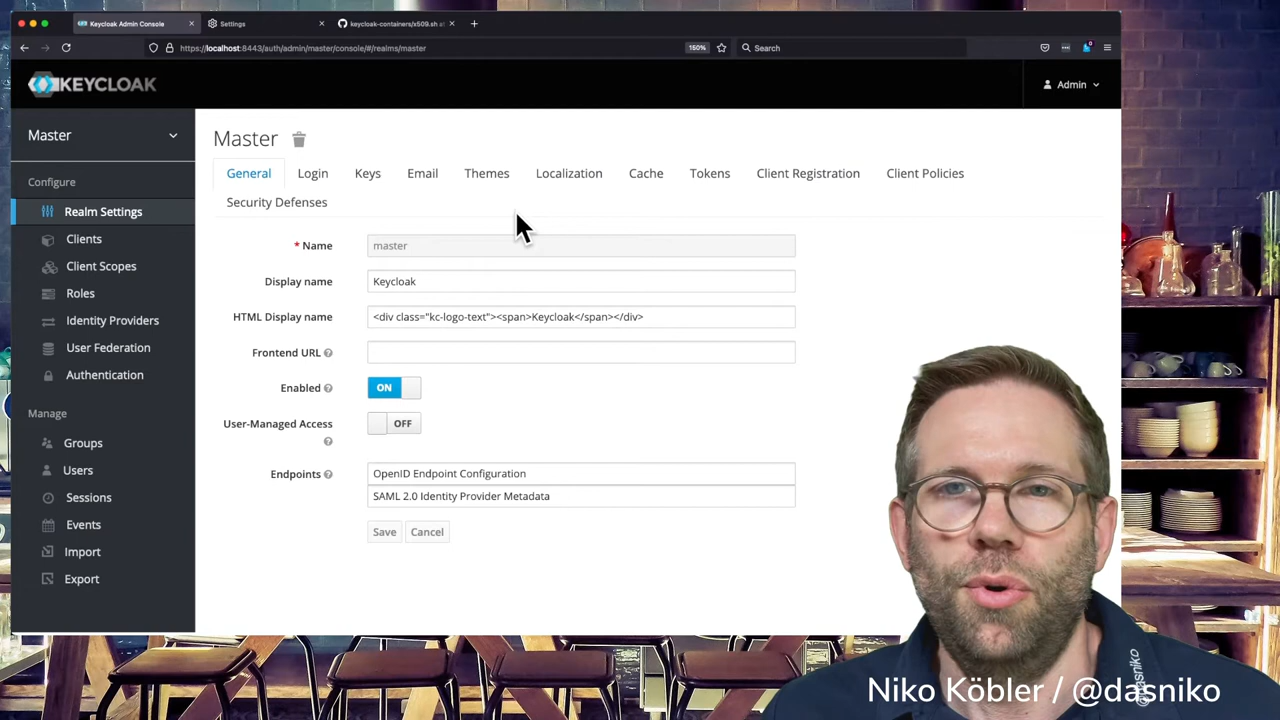 Keycloak Admin Console
Settings
keycloak-containers/x509.sh at
https://localhost:8443/auth/admin/master/console/#/realms/master
150%
Search
KEYCLOAK
Admin
Master
Master
General
Login
Keys
Email
Themes
Localization
Cache
Tokens
Client Registration
Client Policies
Security Defenses
Configure
Realm Settings
Clients
Client Scopes
Roles
Identity Providers
User Federation
Authentication
Manage
Groups
Users
Sessions
Events
Import
Export
* Name
master
Display name
Keycloak
HTML Display name
<div class="kc-logo-text"><span>Keycloak</span></div>
Frontend URL
Enabled
ON
User-Managed Access
OFF
Endpoints
OpenID Endpoint Configuration
SAML 2.0 Identity Provider Metadata
Save
Cancel
@dasniko
Niko Köbler / @dasniko